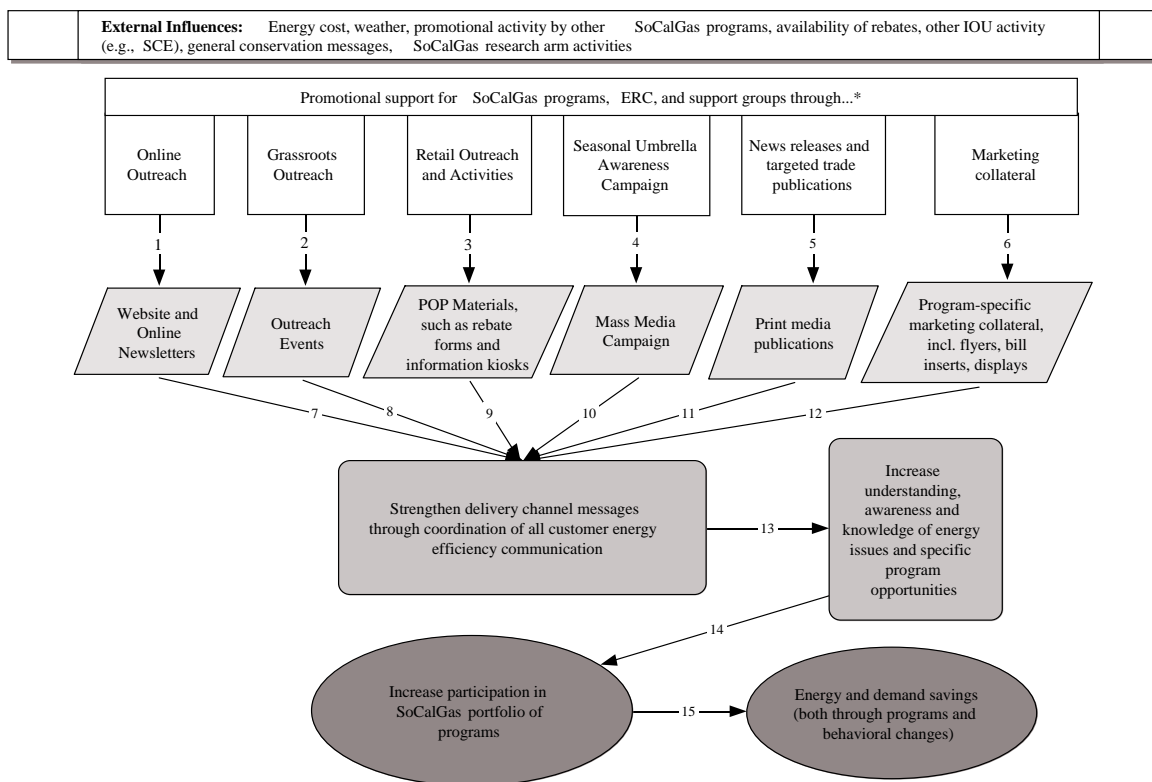 External Influences: Energy cost, weather, promotional activity by other SoCalGas programs, availability of rebates, other IOU activity
(e.g., SCE), general conservation messages, SoCalGas research arm activities
Promotional support for SoCalGas programs, ERC, and support groups through...*
Online
Outreach
Grassroots
Outreach
Retail Outreach
and Activities
Seasonal Umbrella
Awareness
Campaign
News releases and
targeted trade
publications
Marketing
collateral
1
2
3
4
5
6
Website and
Online
Newsletters
Outreach
Events
POP Materials,
such as rebate
forms and
information kiosks
Mass Media
Campaign
Print media
publications
Program-specific
marketing collateral,
incl. flyers, bill
inserts, displays
7
8
9
10
11
12
Strengthen delivery channel messages
through coordination of all customer energy
efficiency communication
13
Increase
understanding,
awareness and
knowledge of energy
issues and specific
program
opportunities
14
Increase participation in
SoCalGas portfolio of
programs
15
Energy and demand savings
(both through programs and
behavioral changes)